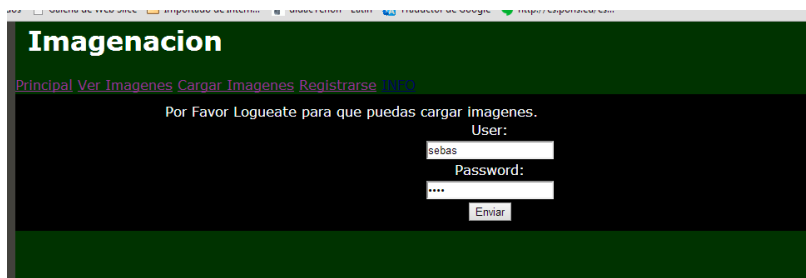 Imagenacion
Principal Ver Imagenes Cargar Imagenes Registrarse INFO
Por Favor Logueate para que puedas cargar imagenes.
User:
sebas
Password:
••••
Enviar